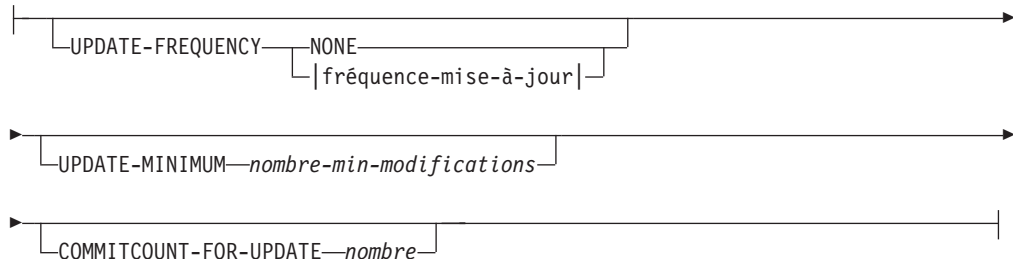 UPDATE-FREQUENCY NONE
|fréquence-mise-à-jour|
UPDATE-MINIMUM nombre-min-modifications
COMMITCOUNT-FOR-UPDATE nombre